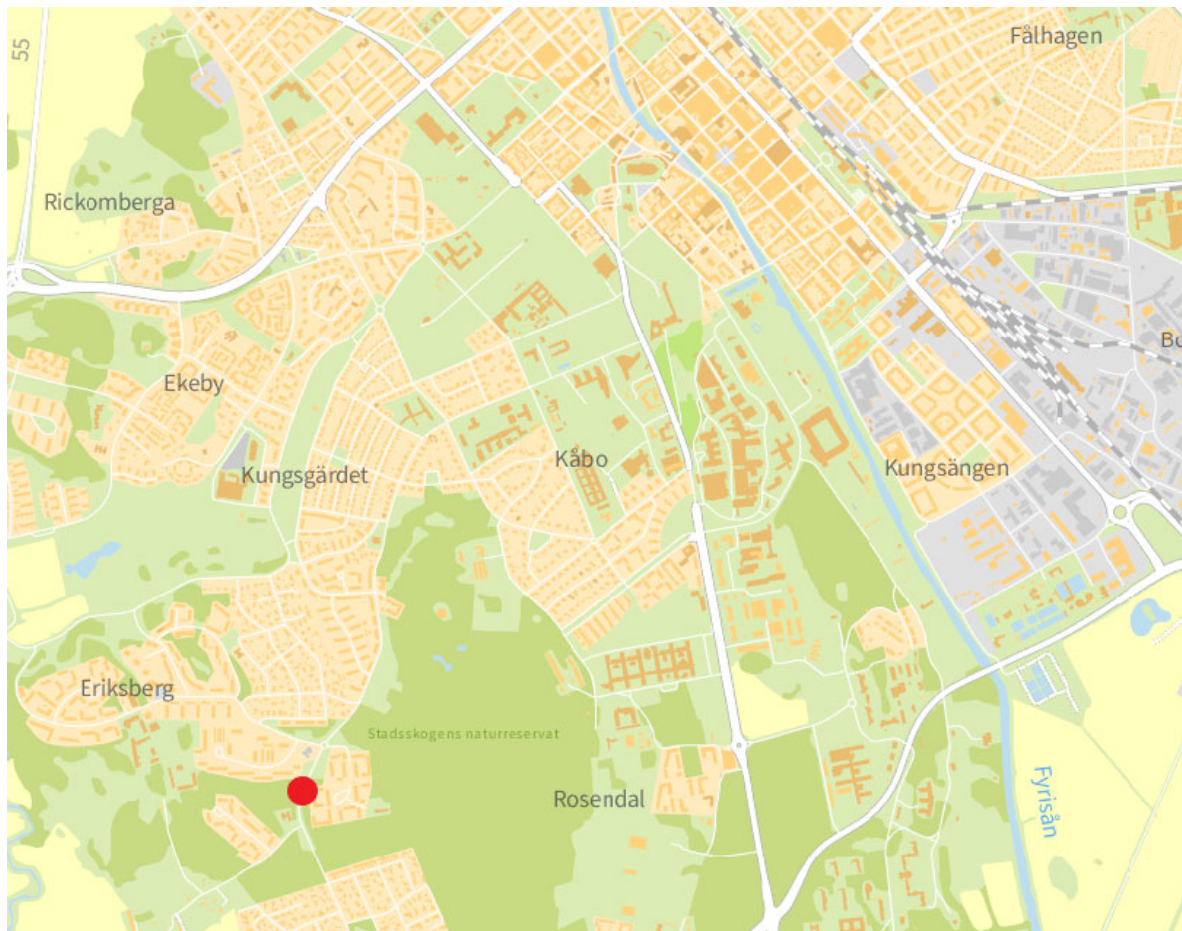 55
Fålhagen
Rickomberga
Ekeby
Kungsgärdet
Kåbo
Kungsängen
Eriksberg
Stadsskogens naturreservat
Rosendal
Fyrisån